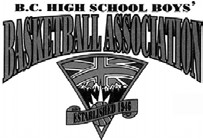 B.C. HIGH SCHOOL BOYS'
BASKETBALL ASSOCIATION
ESTABLISHED 1946